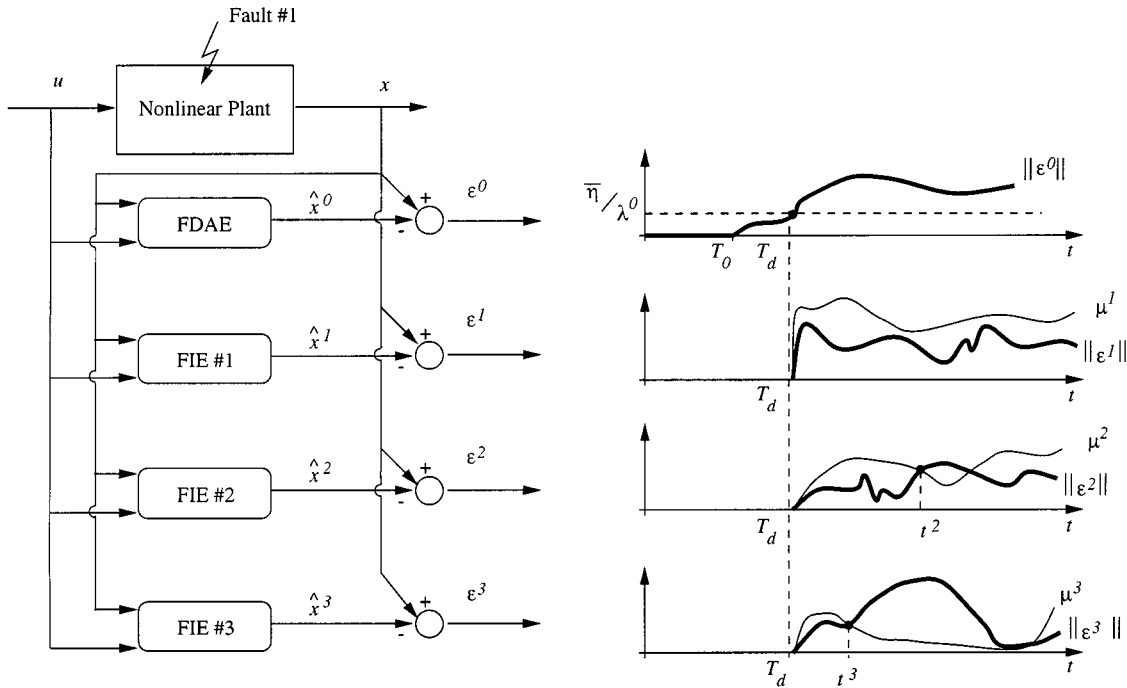 Fault #1
u
Nonlinear Plant
x
FDAE
x̂⁰
+
-
ε⁰
FIE #1
x̂¹
+
-
ε¹
FIE #2
x̂²
+
-
ε²
FIE #3
x̂³
+
-
ε³
η̅/λ⁰
||ε⁰||
T₀
T_d
t
μ¹
||ε¹||
T_d
t
μ²
||ε²||
T_d
t²
t
μ³
||ε³||
T_d
t³
t